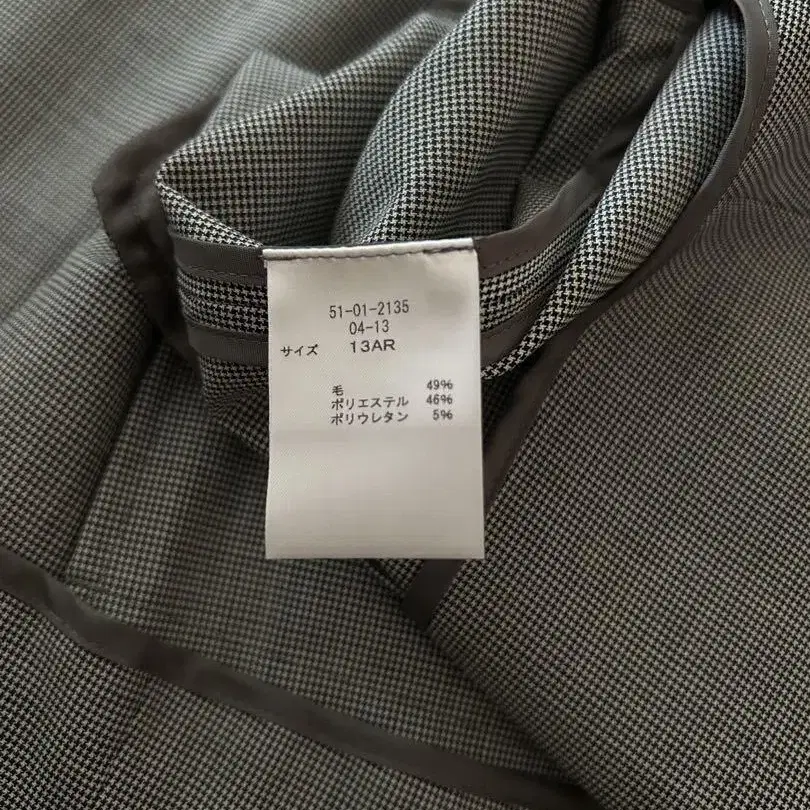 51-01-2135
04-13
サイズ 13AR
毛 49%
ポリエステル 46%
ポリウレタン 5%